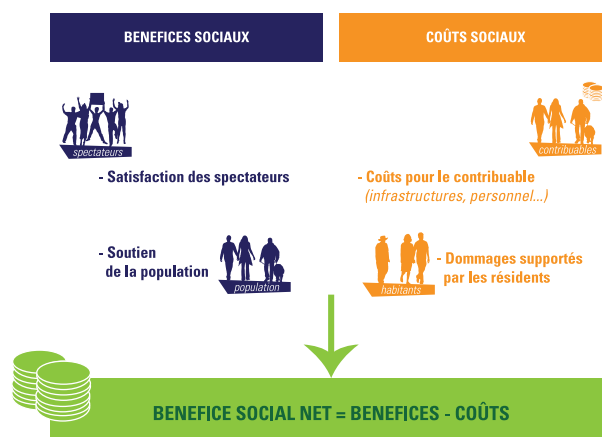 BENEFICES SOCIAUX
COÛTS SOCIAUX
spectateurs
contribuables
- Satisfaction des spectateurs
- Coûts pour le contribuable
(infrastructures, personnel...)
- Soutien
de la population
population
- Dommages supportés
par les résidents
habitants
BENEFICE SOCIAL NET = BENEFICES - COÛTS